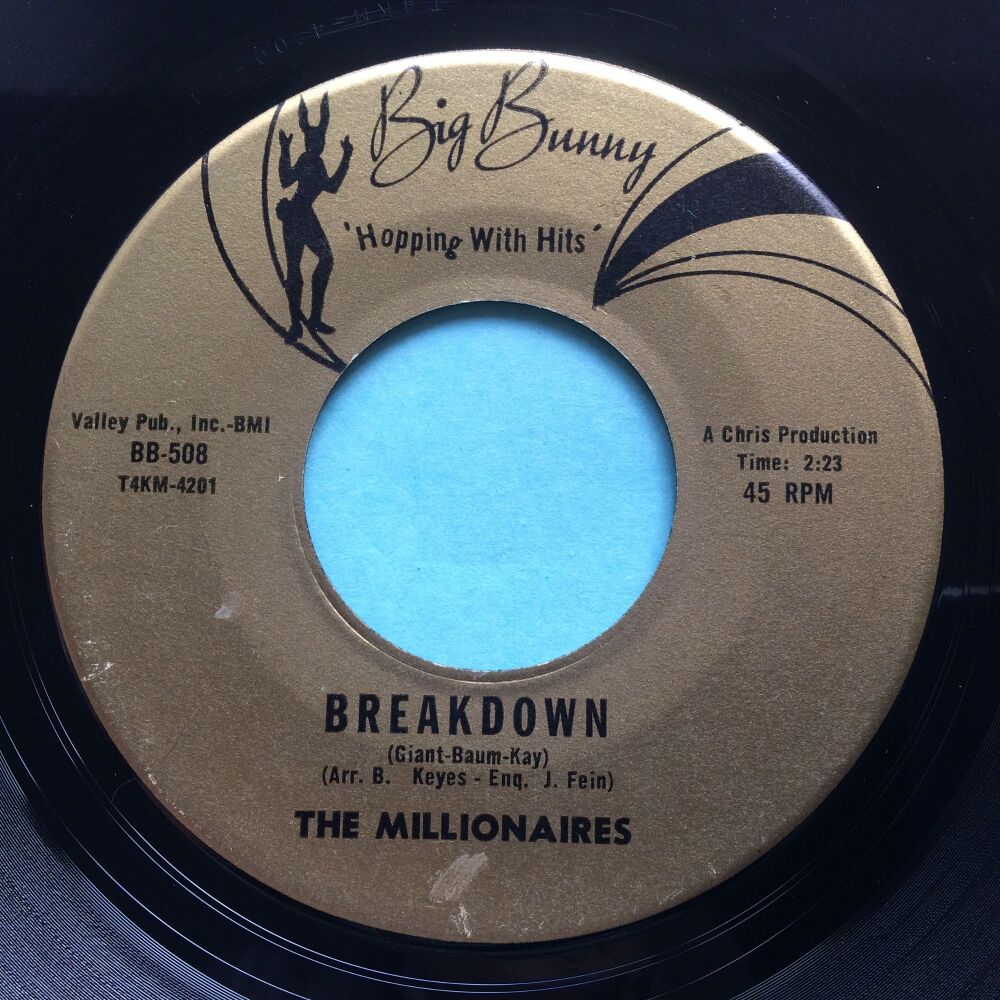 Big Bunny
'Hopping With Hits'
Valley Pub., Inc.-BMI
BB-508
T4KM-4201
A Chris Production
Time: 2:23
45 RPM
BREAKDOWN
(Giant-Baum-Kay)
(Arr. B. Keyes - Enq. J. Fein)
THE MILLIONAIRES